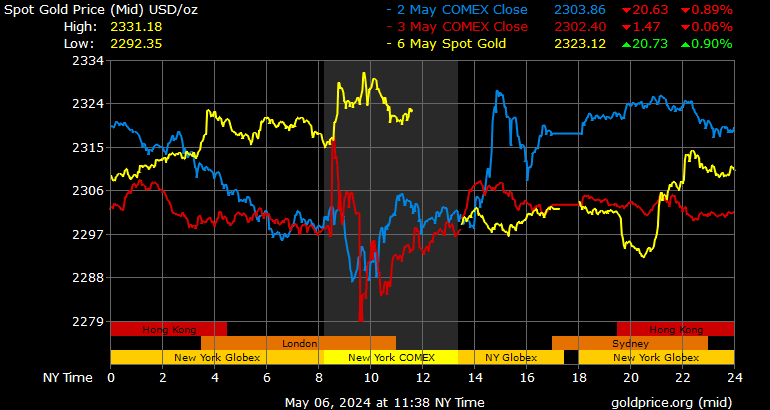 Spot Gold Price (Mid) USD/oz - 2 May COMEX Close 2303.86 ▼20.63 ▼0.89%
High: 2331.18 - 3 May COMEX Close 2302.40 ▼1.47 ▼0.06%
Low: 2292.35 - 6 May Spot Gold 2323.12 ▲20.73 ▲0.90%
2334
2324
2315
2306
2297
2288
2279
Hong Kong Hong Kong
London Sydney
New York Globex New York COMEX NY Globex New York Globex
NY Time 0 2 4 6 8 10 12 14 16 18 20 22 24
May 06, 2024 at 11:38 NY Time goldprice.org (mid)